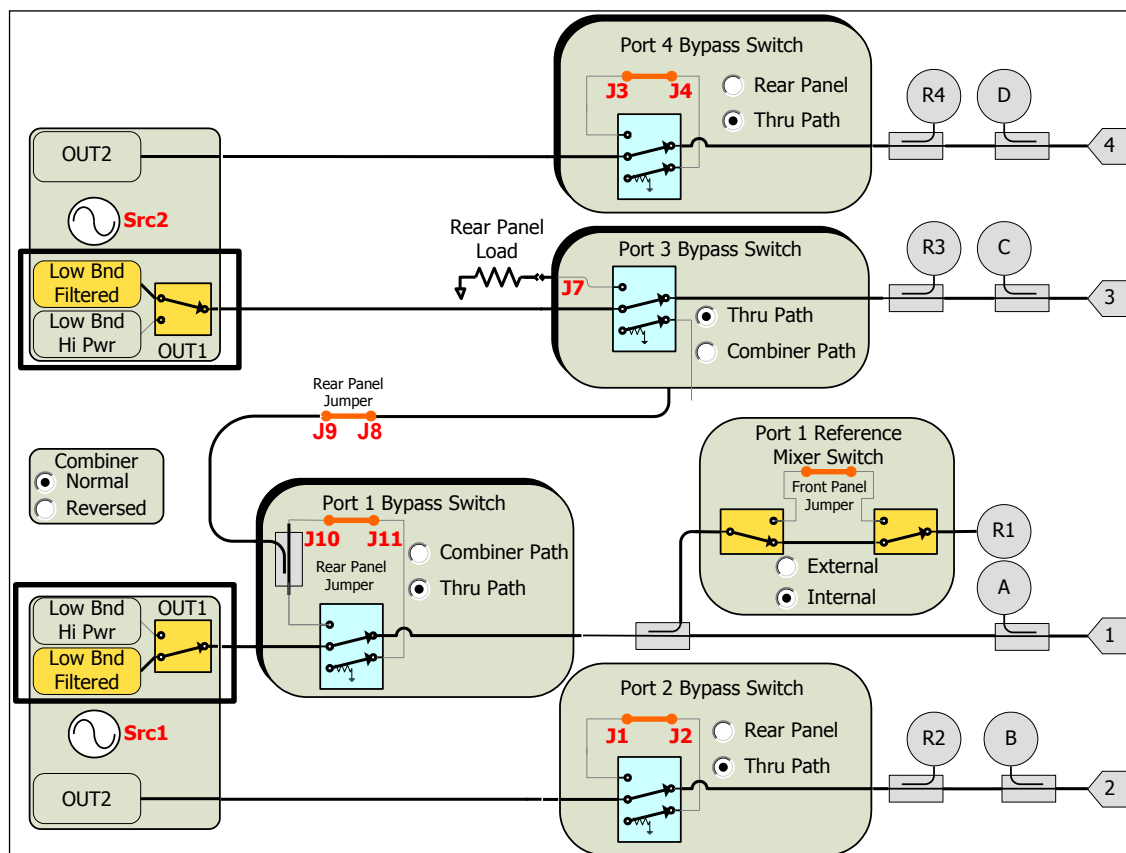 Port 4 Bypass Switch
J3
J4
Rear Panel
Thru Path
R4
D
4
OUT2
Src2
Low Bnd
Filtered
Low Bnd
Hi Pwr
OUT1
Rear Panel
Load
Port 3 Bypass Switch
J7
Thru Path
Combiner Path
R3
C
3
Rear Panel
Jumper
J9
J8
Combiner
Normal
Reversed
Port 1 Bypass Switch
J10
J11
Rear Panel
Jumper
Combiner Path
Thru Path
Port 1 Reference
Mixer Switch
Front Panel
Jumper
External
Internal
R1
A
1
Low Bnd
Hi Pwr
OUT1
Low Bnd
Filtered
Src1
OUT2
Port 2 Bypass Switch
J1
J2
Rear Panel
Thru Path
R2
B
2